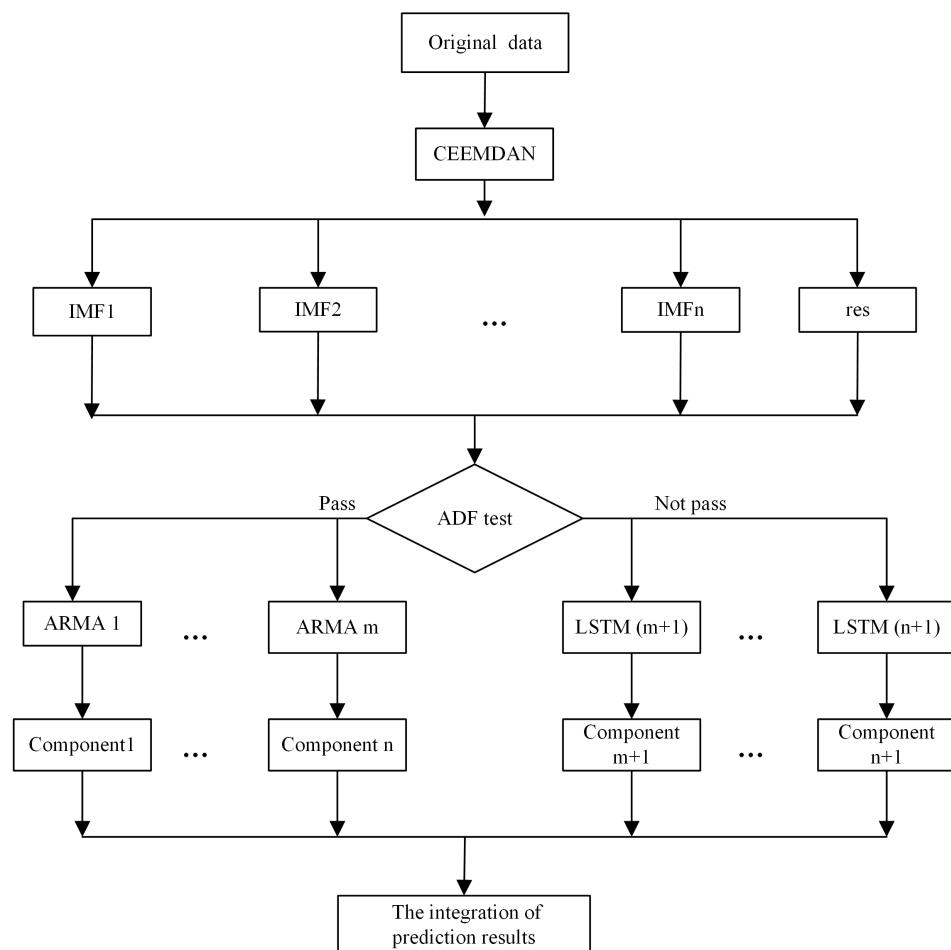 Original data
CEEMDAN
IMF1
IMF2
...
IMFn
res
Pass
ADF test
Not pass
ARMA 1
...
ARMA m
LSTM (m+1)
...
LSTM (n+1)
Component1
...
Component n
Component
m+1
...
Component
n+1
The integration of
prediction results